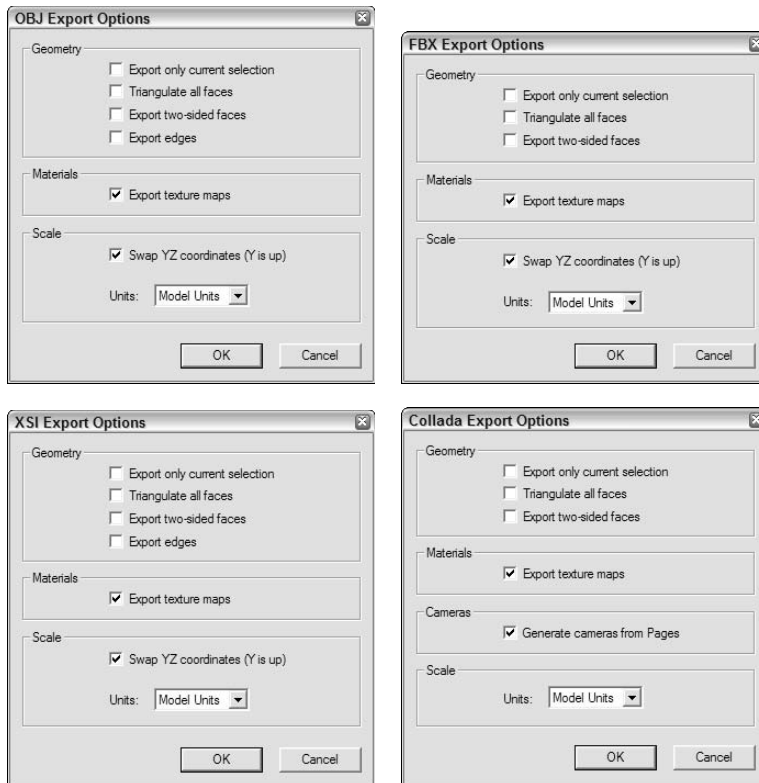 OBJ Export Options
Geometry
Export only current selection
Triangulate all faces
Export two-sided faces
Export edges
Materials
Export texture maps
Scale
Swap YZ coordinates (Y is up)
Units: Model Units
OK Cancel
FBX Export Options
Geometry
Export only current selection
Triangulate all faces
Export two-sided faces
Materials
Export texture maps
Scale
Swap YZ coordinates (Y is up)
Units: Model Units
OK Cancel
XSI Export Options
Geometry
Export only current selection
Triangulate all faces
Export two-sided faces
Export edges
Materials
Export texture maps
Scale
Swap YZ coordinates (Y is up)
Units: Model Units
OK Cancel
Collada Export Options
Geometry
Export only current selection
Triangulate all faces
Export two-sided faces
Materials
Export texture maps
Cameras
Generate cameras from Pages
Scale
Units: Model Units
OK Cancel